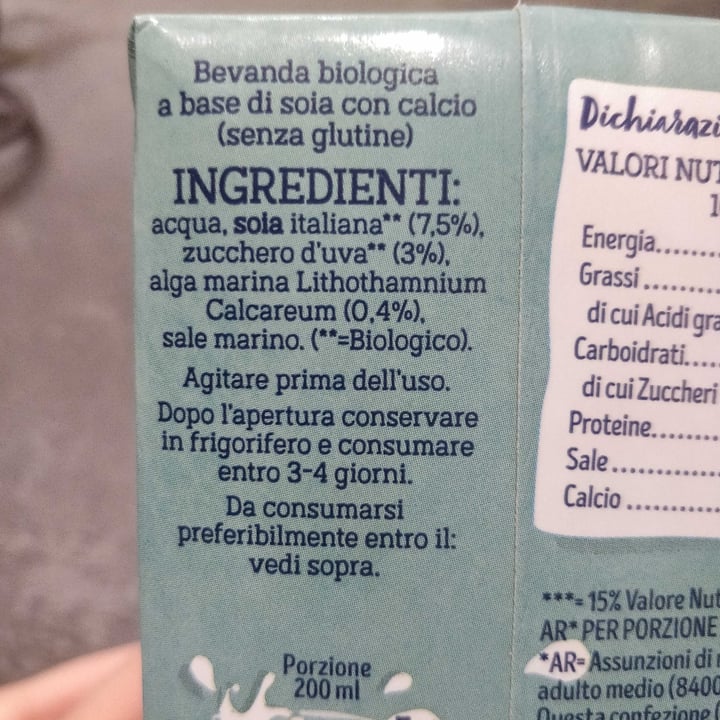 Bevanda biologica
a base di soia con calcio
(senza glutine)
INGREDIENTI:
acqua, soia italiana** (7,5%),
zucchero d'uva** (3%),
alga marina Lithothamnium
Calcareum (0,4%),
sale marino. (**=Biologico).
Agitare prima dell'uso.
Dopo l'apertura conservare
in frigorifero e consumare
entro 3-4 giorni.
Da consumarsi
preferibilmente entro il:
vedi sopra.
Porzione
200 ml
Dichiarazi
VALORI NUT
Energia.......
Grassi.........
di cui Acidi gra
Carboidrati.....
di cui Zuccheri
Proteine........
Sale.............
Calcio...........
***= 15% Valore Nut
AR* PER PORZIONE
*AR= Assunzioni di
adulto medio (8400
Questa confezione